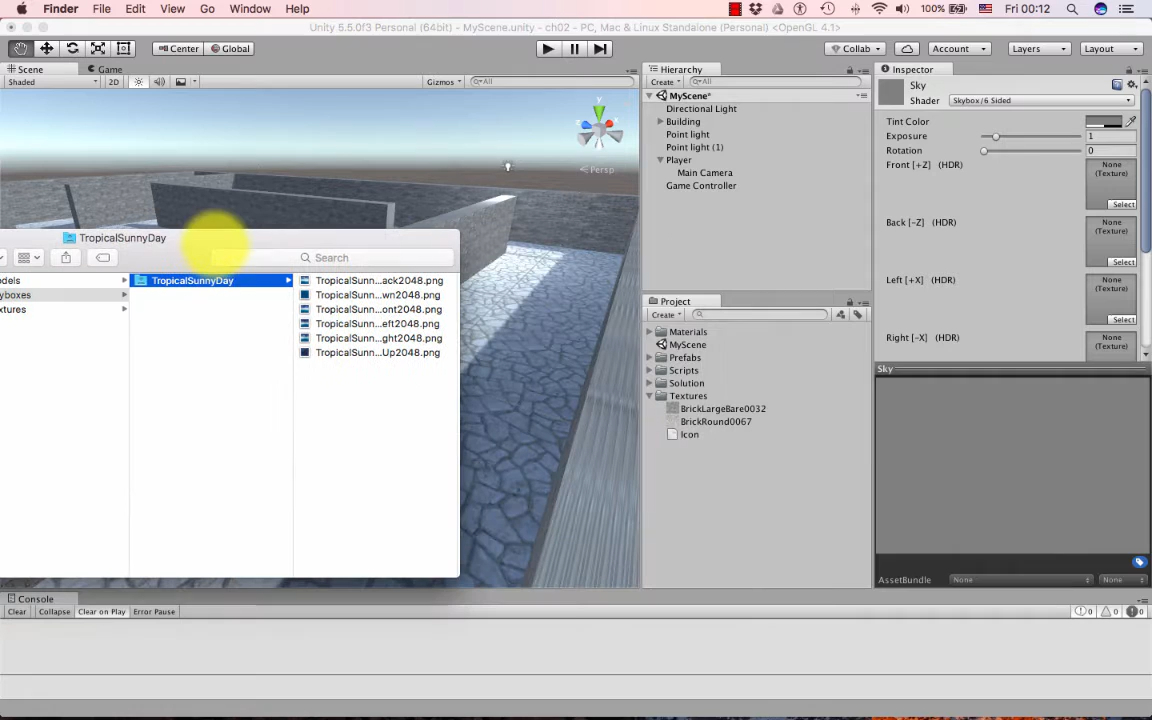 Finder File Edit View Go Window Help 100% Fri 00:12
Unity 5.5.0f3 Personal (64bit) - MyScene.unity - ch02 - PC, Mac & Linux Standalone (Personal) <OpenGL 4.1>
Center Global Collab Account Layers Layout
Scene Game
Shaded 2D Gizmos All
y
Persp
TropicalSunnyDay
Search
dels TropicalSunnyDay TropicalSunn...ack2048.png
yboxes TropicalSunn...wn2048.png
xtures TropicalSunn...ont2048.png
TropicalSunn...eft2048.png
TropicalSunn...ght2048.png
TropicalSunn...Up2048.png
Hierarchy
Create All
MyScene*
Directional Light
Building
Point light
Point light (1)
Player
Main Camera
Game Controller
Project
Create
Materials
MyScene
Prefabs
Scripts
Solution
Textures
BrickLargeBare0032
BrickRound0067
Icon
Inspector
Sky
Shader Skybox/6 Sided
Tint Color
Exposure 1
Rotation 0
Front [+Z] (HDR) None
(Texture)
Select
Back [-Z] (HDR) None
(Texture)
Select
Left [+X] (HDR) None
(Texture)
Select
Right [-X] (HDR) None
(Texture)
Sky
AssetBundle None None
Console
Clear Collapse Clear on Play Error Pause 0 0 0